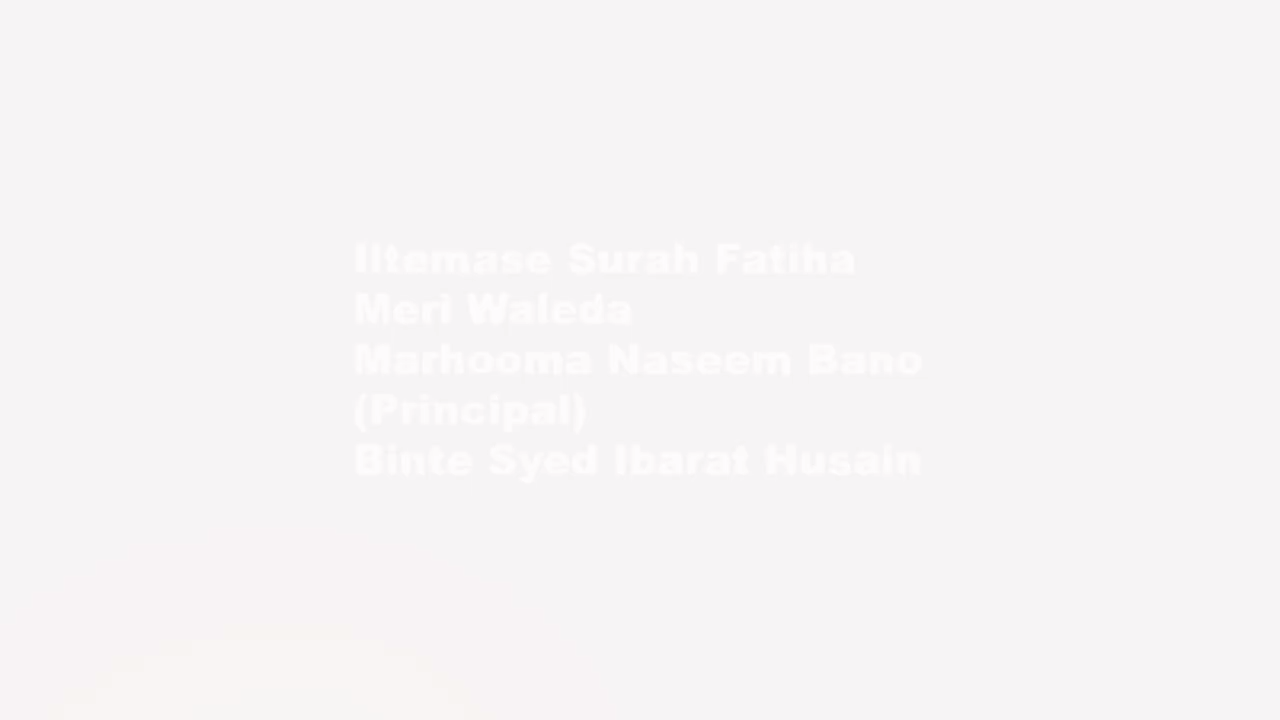 Iltemase Surah Fatiha
Meri Waleda
Marhooma Naseem Bano
(Principal)
Binte Syed Ibarat Husain